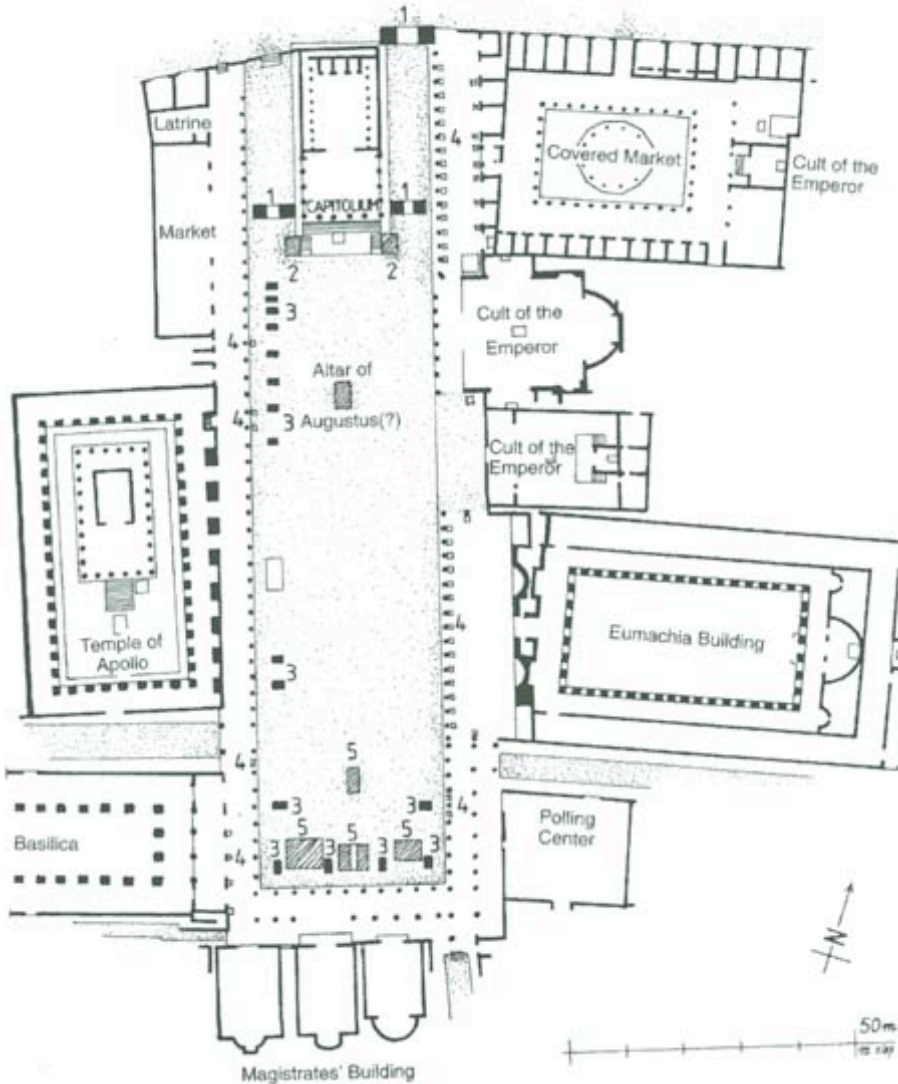 1
Latrine
4
Covered Market
Cult of the
Emperor
1
CAPITOLIUM
1
Market
2
2
3
Cult of the
Emperor
4
Altar of
Augustus(?)
4
3
Cult of the
Emperor
8
4
Eumachia Building
Temple of
Apollo
3
5
4
3
3
4
Polling
Center
Basilica
4
3
5
5
3
5
3
N
50m
Magistrates' Building